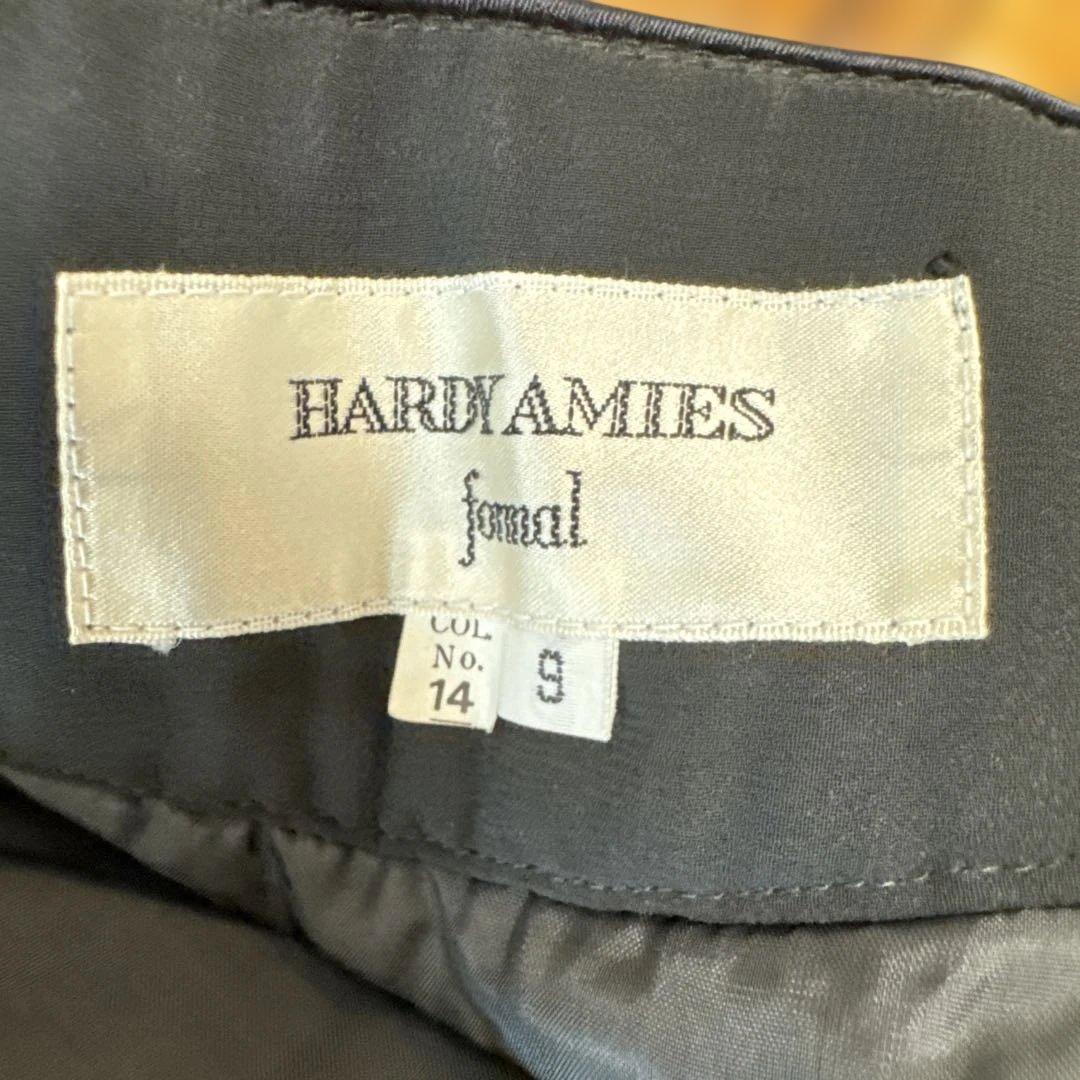 HARDY AMIES
formal
COL.
No.
14
9